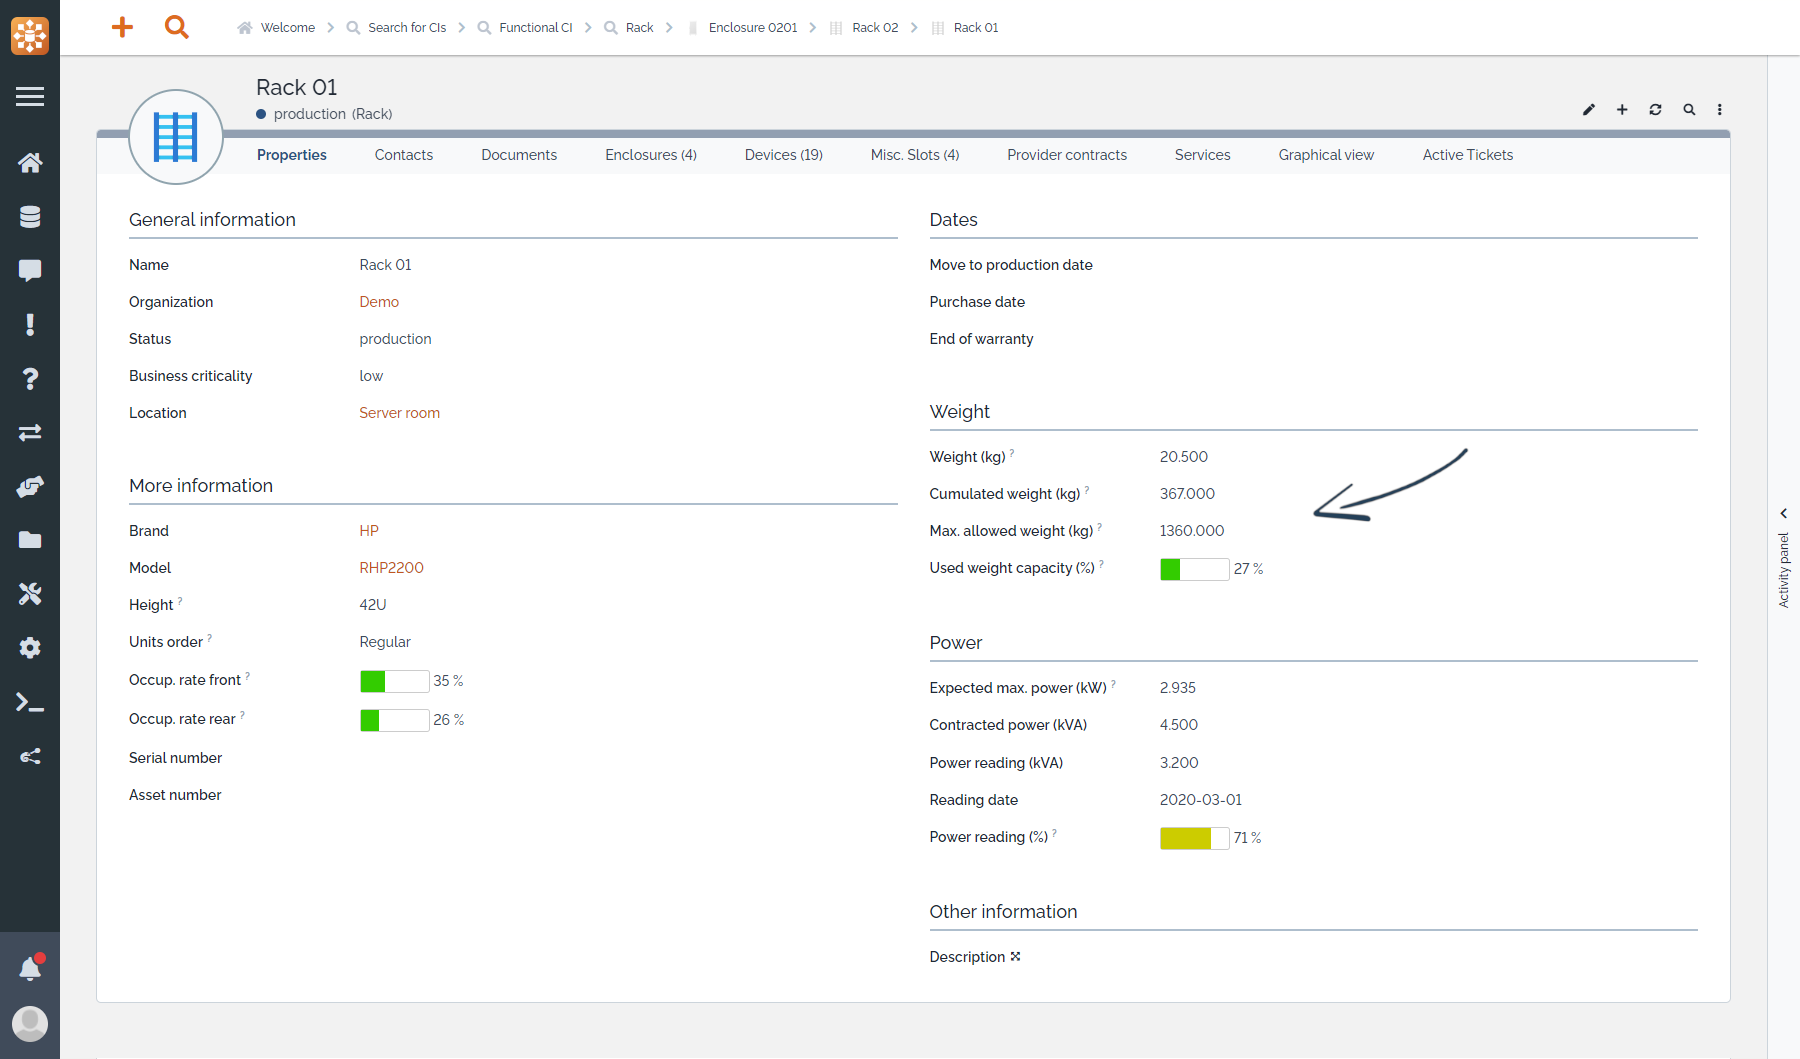 Welcome > Search for CIs > Functional CI > Rack > Enclosure 0201 > Rack 02 > Rack 01
Rack 01
production (Rack)
Properties Contacts Documents Enclosures (4) Devices (19) Misc. Slots (4) Provider contracts Services Graphical view Active Tickets
General information
Name Rack 01
Organization Demo
Status production
Business criticality low
Location Server room
More information
Brand HP
Model RHP2200
Height ? 42U
Units order ? Regular
Occup. rate front ? 35 %
Occup. rate rear ? 26 %
Serial number
Asset number
Dates
Move to production date
Purchase date
End of warranty
Weight
Weight (kg) ? 20.500
Cumulated weight (kg) ? 367.000
Max. allowed weight (kg) ? 1360.000
Used weight capacity (%) ? 27 %
Power
Expected max. power (kW) ? 2.935
Contracted power (kVA) 4.500
Power reading (kVA) 3.200
Reading date 2020-03-01
Power reading (%) ? 71 %
Other information
Description
Activity panel